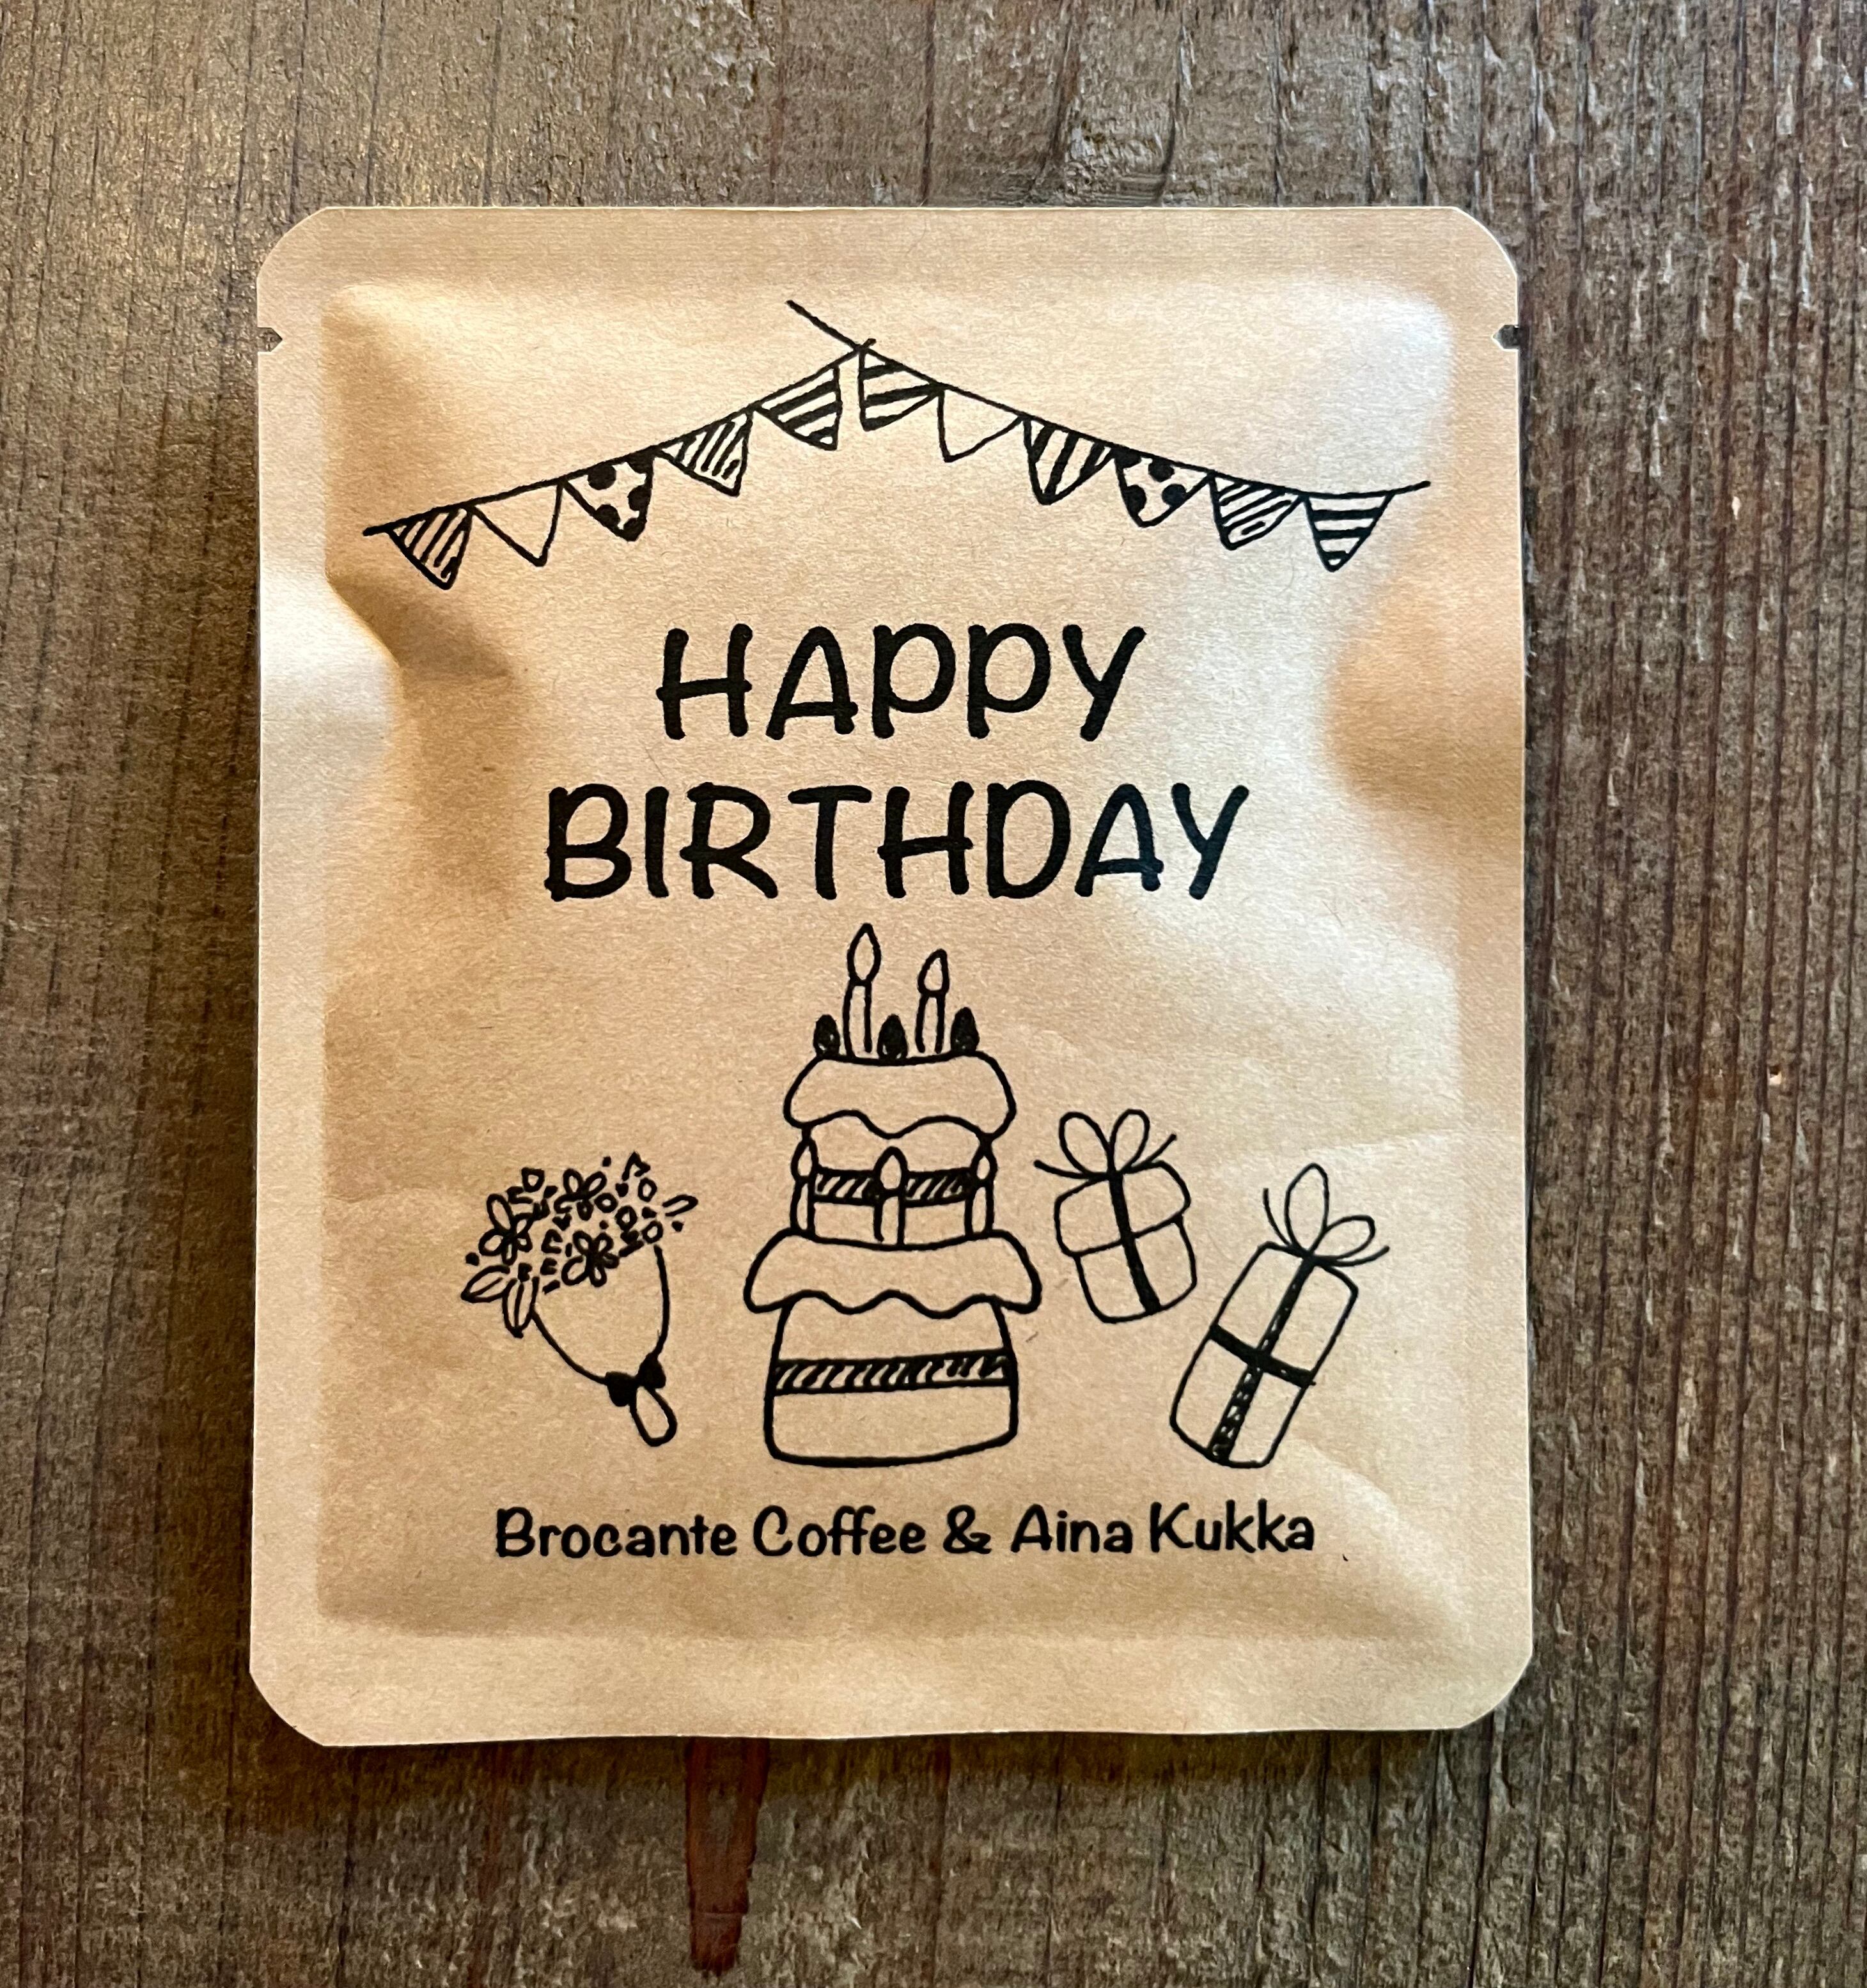 HAPPY
BIRTHDAY
Brocante Coffee & Aina Kukka